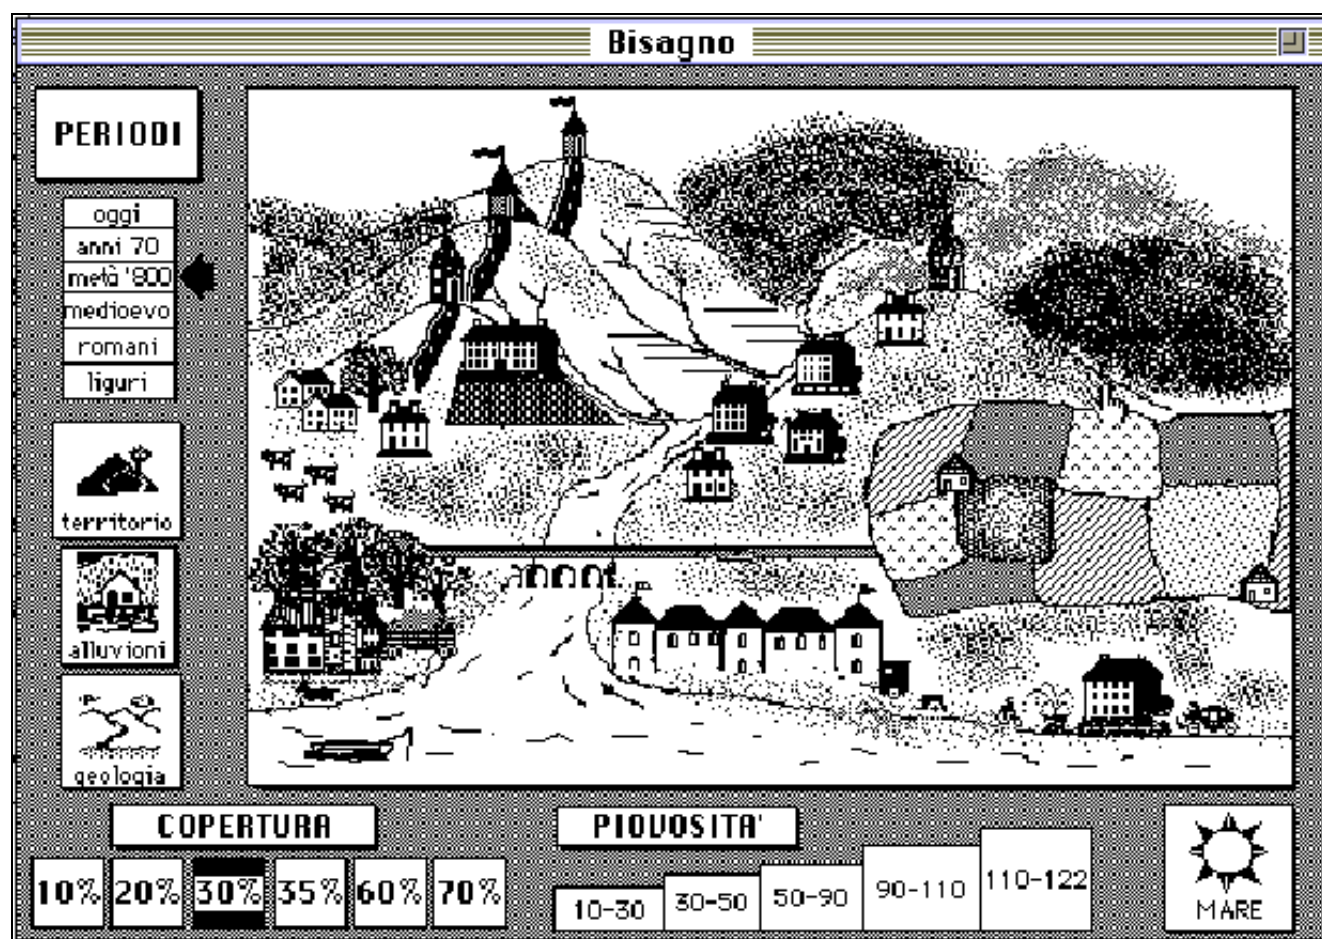 Bisagno
PERIODI
oggi
anni 70
metà '800
medioevo
romani
liguri
territorio
alluvioni
geologia
COPERTURA
10% 20% 30% 35% 60% 70%
PIOVOSITA'
10-30 30-50 50-90 90-110 110-122
MARE